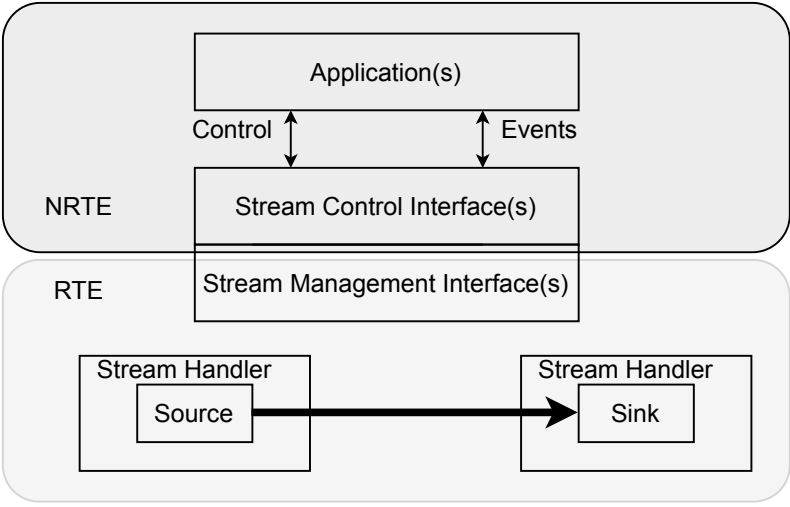 Application(s)
Control
Events
NRTE
Stream Control Interface(s)
RTE
Stream Management Interface(s)
Stream Handler
Stream Handler
Source
Sink